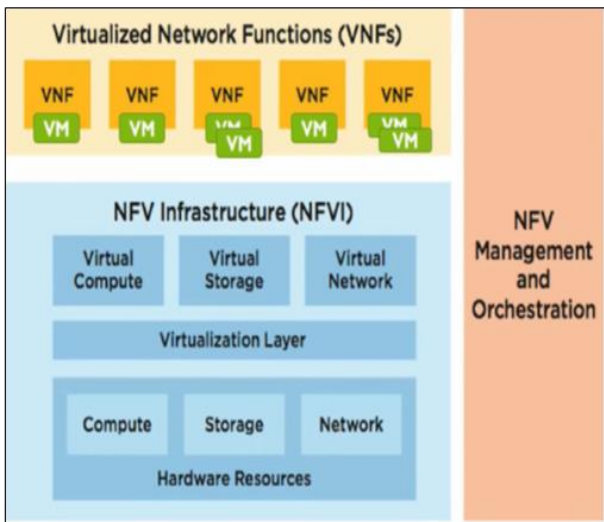 Virtualized Network Functions (VNFs)
VNF VNF VNF VNF VNF
VM VM VM VM VM VM VM
NFV Infrastructure (NFVI)
Virtual Compute
Virtual Storage
Virtual Network
Virtualization Layer
Compute Storage Network
Hardware Resources
NFV
Management
and
Orchestration